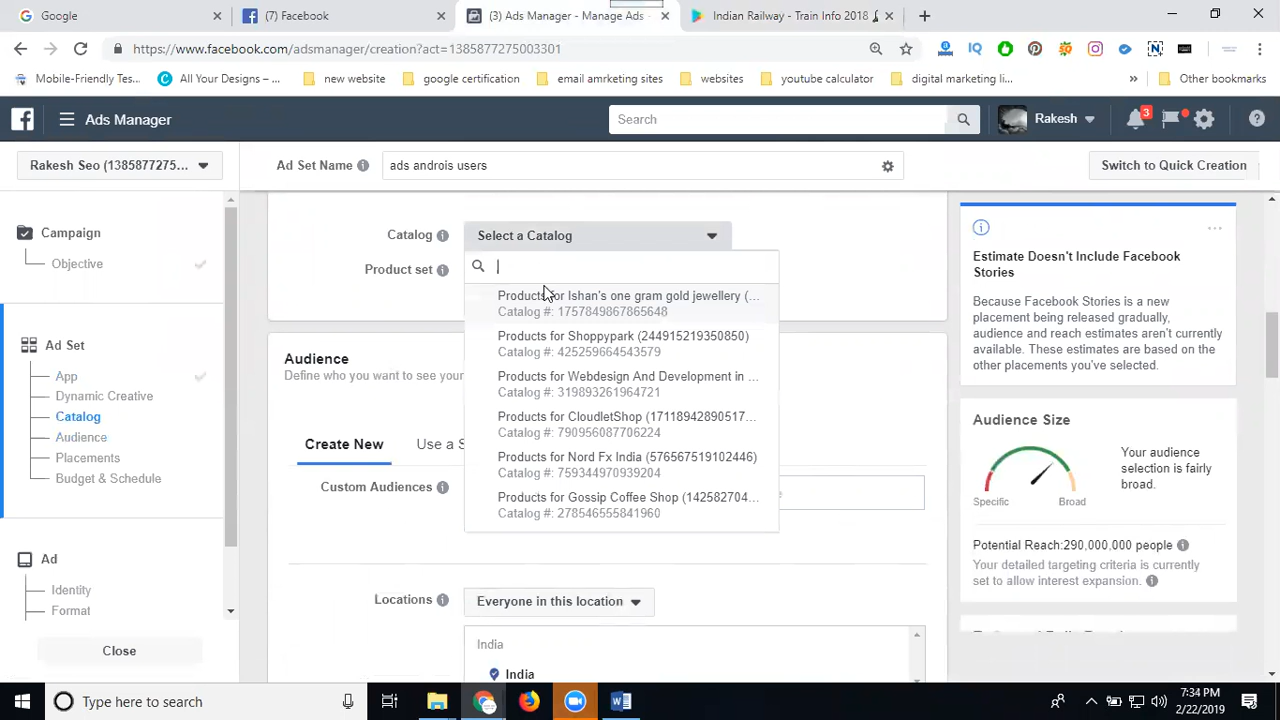 Google
(7) Facebook
(3) Ads Manager - Manage Ads -
Indian Railway - Train Info 2018
https://www.facebook.com/adsmanager/creation?act=1385877275003301
Mobile-Friendly Tes...
All Your Designs – ...
new website
google certification
email amrketing sites
websites
youtube calculator
digital marketing li...
»
Other bookmarks
Ads Manager
Search
Rakesh
3
Rakesh Seo (1385877275...
Ad Set Name
ads androis users
Switch to Quick Creation
Campaign
Objective
Ad Set
App
Dynamic Creative
Catalog
Audience
Placements
Budget & Schedule
Ad
Identity
Format
Close
Catalog
Select a Catalog
Product set
Products for Ishan's one gram gold jewellery (...
Catalog #: 1757849867865648
Products for Shoppypark (244915219350850)
Catalog #: 425259664543579
Products for Webdesign And Development in ...
Catalog #: 319893261964721
Products for CloudletShop (17118942890517...
Catalog #: 790956087706224
Products for Nord Fx India (576567519102446)
Catalog #: 759344970939204
Products for Gossip Coffee Shop (142582704...
Catalog #: 278546555841960
Audience
Define who you want to see your
Create New
Use a S
Custom Audiences
Locations
Everyone in this location
India
India
Estimate Doesn't Include Facebook
Stories
Because Facebook Stories is a new
placement being released gradually,
audience and reach estimates aren't currently
available. These estimates are based on the
other placements you've selected.
Audience Size
Specific
Broad
Your audience
selection is fairly
broad.
Potential Reach:290,000,000 people
Your detailed targeting criteria is currently
set to allow interest expansion.
Type here to search
7:34 PM
2/22/2019